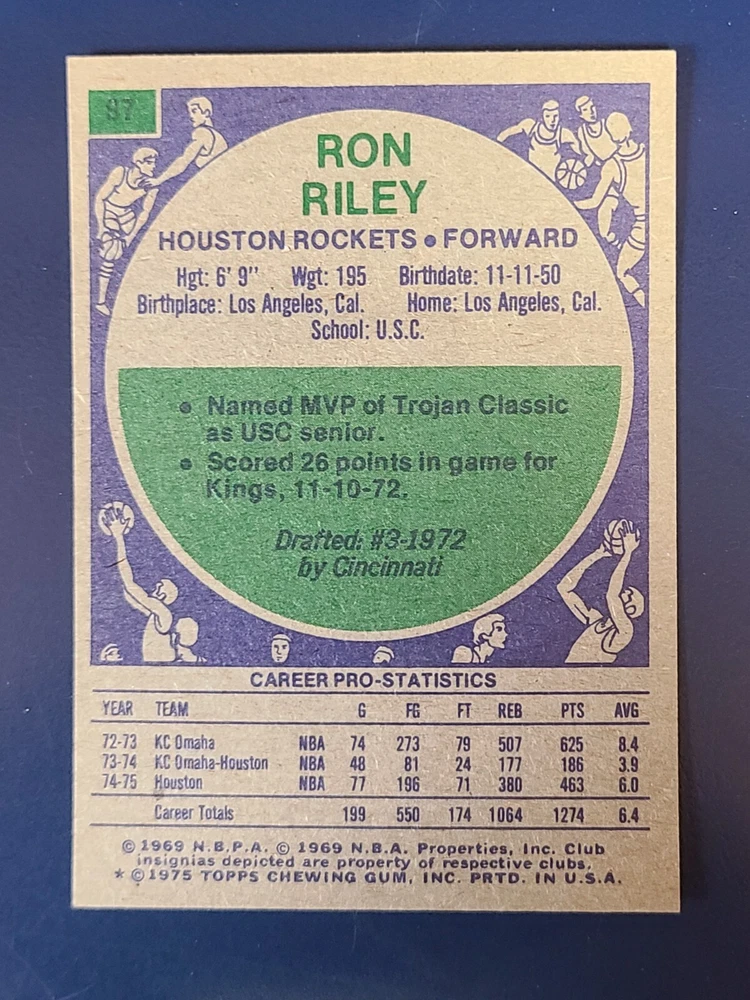 87
RON
RILEY
HOUSTON ROCKETS • FORWARD
Hgt: 6' 9" Wgt: 195 Birthdate: 11-11-50
Birthplace: Los Angeles, Cal. Home: Los Angeles, Cal.
School: U.S.C.
• Named MVP of Trojan Classic
as USC senior.
• Scored 26 points in game for
Kings, 11-10-72.
Drafted: #3-1972
by Cincinnati
CAREER PRO-STATISTICS
YEAR TEAM G FG FT REB PTS AVG
72-73 KC Omaha NBA 74 273 79 507 625 8.4
73-74 KC Omaha-Houston NBA 48 81 24 177 186 3.9
74-75 Houston NBA 77 196 71 380 463 6.0
Career Totals 199 550 174 1064 1274 6.4
© 1969 N.B.P.A. © 1969 N.B.A. Properties, Inc. Club
insignias depicted are property of respective clubs.
* © 1975 TOPPS CHEWING GUM, INC. PRTD. IN U.S.A.